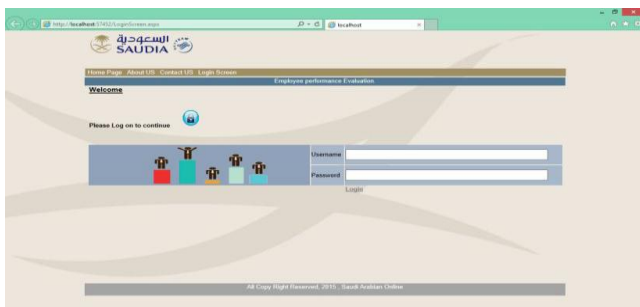 http://localhost:57452/LoginScreen.aspx
localhost
السعودية
SAUDIA
Home Page About US Contact US Login Screen
Employee performance Evaluation
Welcome
Please Log on to continue
Username
Password
Login
All Copy Right Reserved, 2015 , Saudi Arabian Online